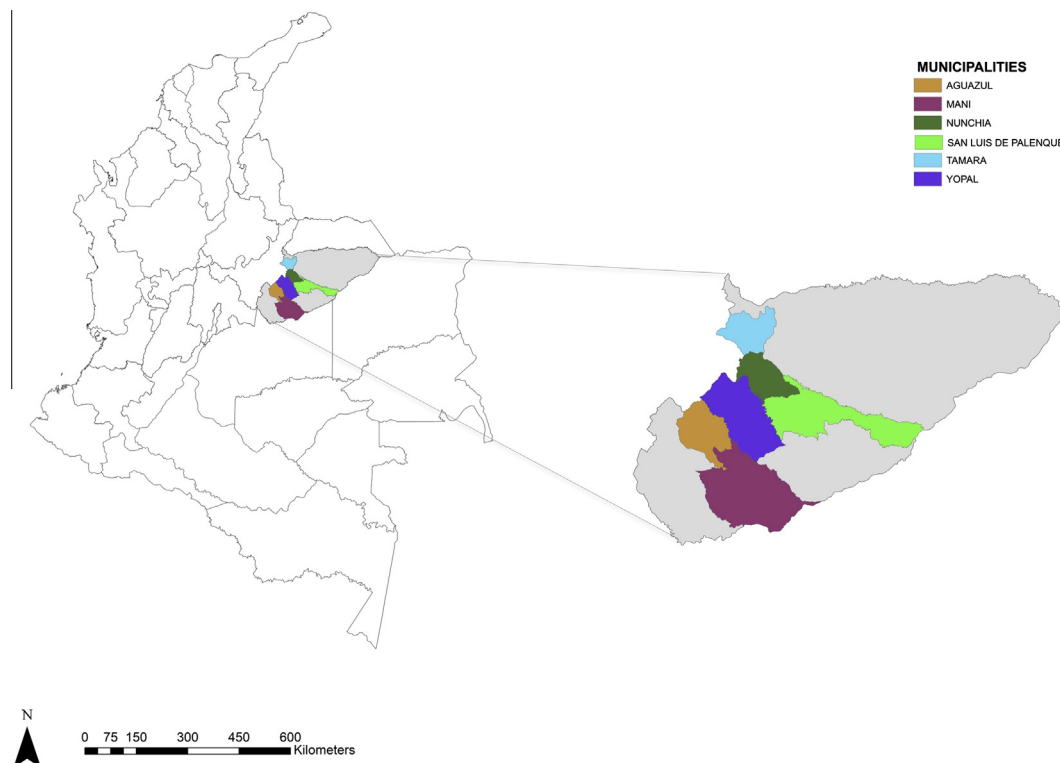 MUNICIPALITIES
AGUAZUL
MANI
NUNCHIA
SAN LUIS DE PALENQUE
TAMARA
YOPAL
N
0 75 150 300 450 600
Kilometers